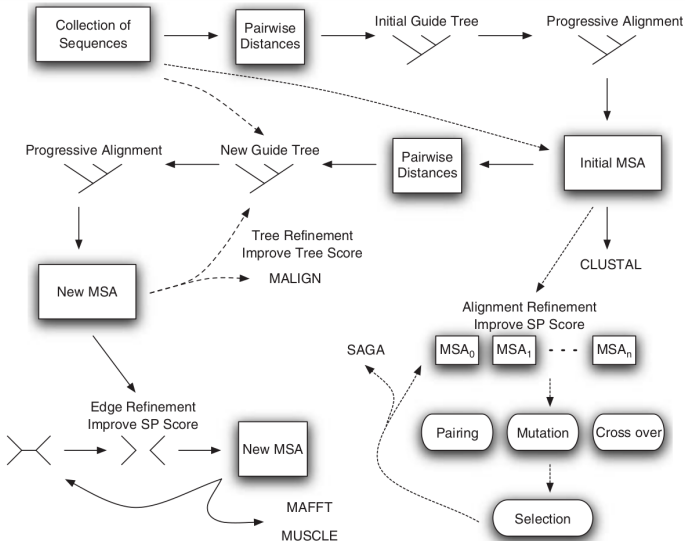 Collection of
Sequences
Pairwise
Distances
Initial Guide Tree
Progressive Alignment
Progressive Alignment
New Guide Tree
Pairwise
Distances
Initial MSA
Tree Refinement
Improve Tree Score
MALIGN
CLUSTAL
New MSA
Alignment Refinement
Improve SP Score
SAGA
MSA0
MSA1
MSAn
Edge Refinement
Improve SP Score
Pairing
Mutation
Cross over
New MSA
MAFFT
MUSCLE
Selection